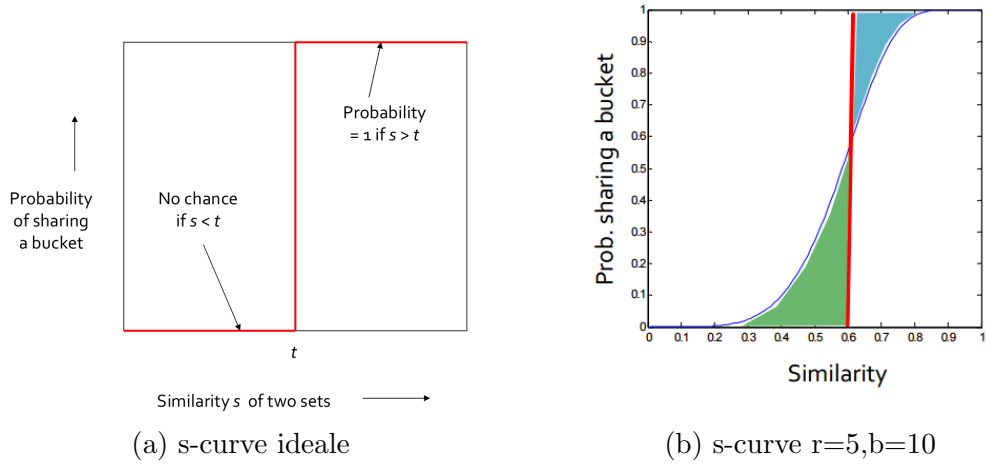 Probability
= 1 if s > t
No chance
if s < t
Probability
of sharing
a bucket
t
Similarity s of two sets
(a) s-curve ideale
Prob. sharing a bucket
1
0.9
0.8
0.7
0.6
0.5
0.4
0.3
0.2
0.1
0
0 0.1 0.2 0.3 0.4 0.5 0.6 0.7 0.8 0.9 1
Similarity
(b) s-curve r=5,b=10